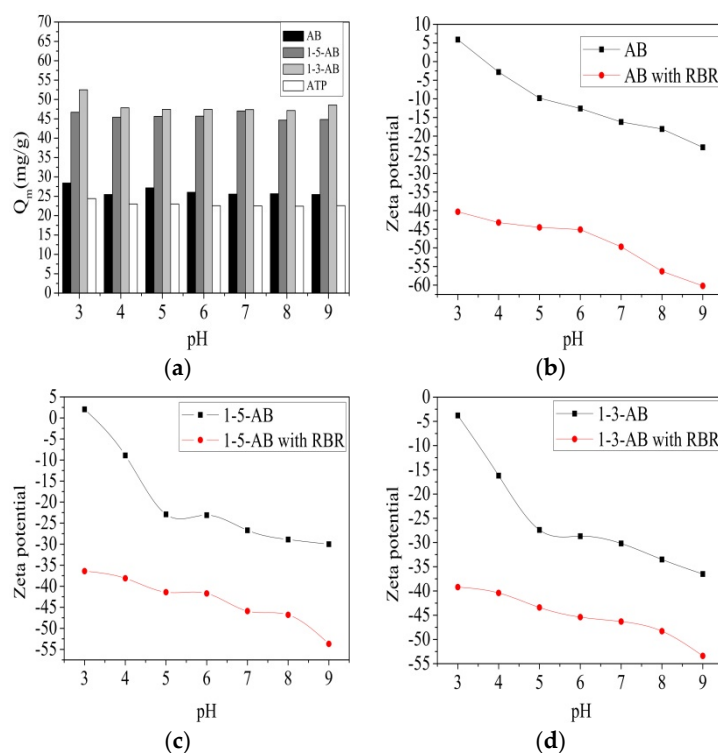 70
65
60
55
50
45
40
35
30
25
20
15
10
5
0
Qm (mg/g)
AB
1-5-AB
1-3-AB
ATP
3 4 5 6 7 8 9
pH
(a)
10
5
0
-5
-10
-15
-20
-25
-30
-35
-40
-45
-50
-55
-60
Zeta potential
AB
AB with RBR
3 4 5 6 7 8 9
pH
(b)
5
0
-5
-10
-15
-20
-25
-30
-35
-40
-45
-50
-55
Zeta potential
1-5-AB
1-5-AB with RBR
3 4 5 6 7 8 9
pH
(c)
0
-5
-10
-15
-20
-25
-30
-35
-40
-45
-50
-55
Zeta potential
1-3-AB
1-3-AB with RBR
3 4 5 6 7 8 9
pH
(d)